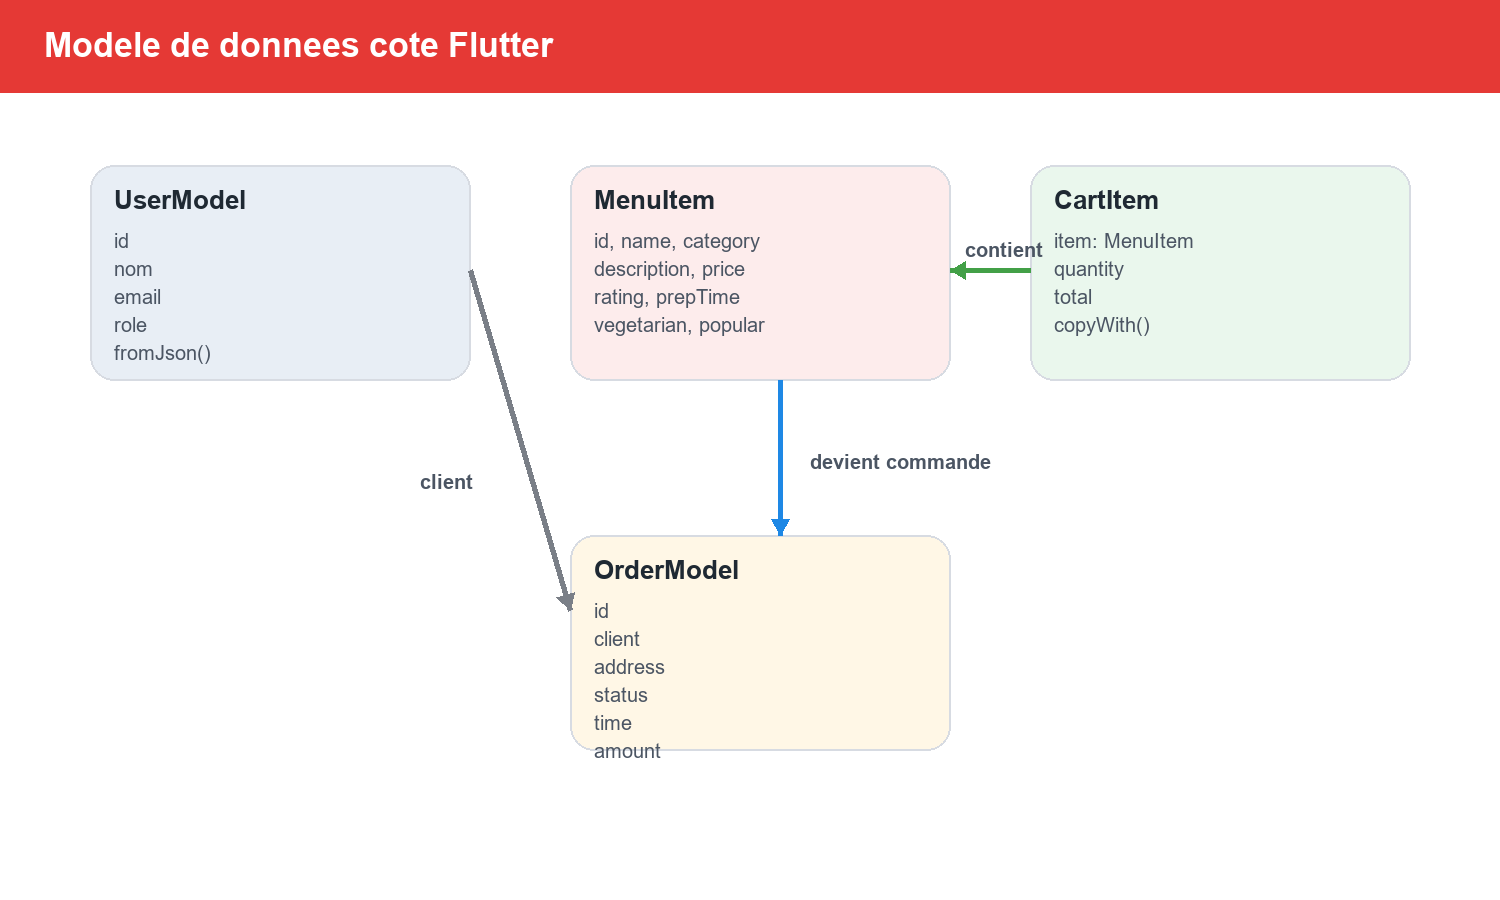 Modele de donnees cote Flutter
UserModel
id
nom
email
role
fromJson()
MenuItem
id, name, category
description, price
rating, prepTime
vegetarian, popular
contient
CartItem
item: MenuItem
quantity
total
copyWith()
client
devient commande
OrderModel
id
client
address
status
time
amount